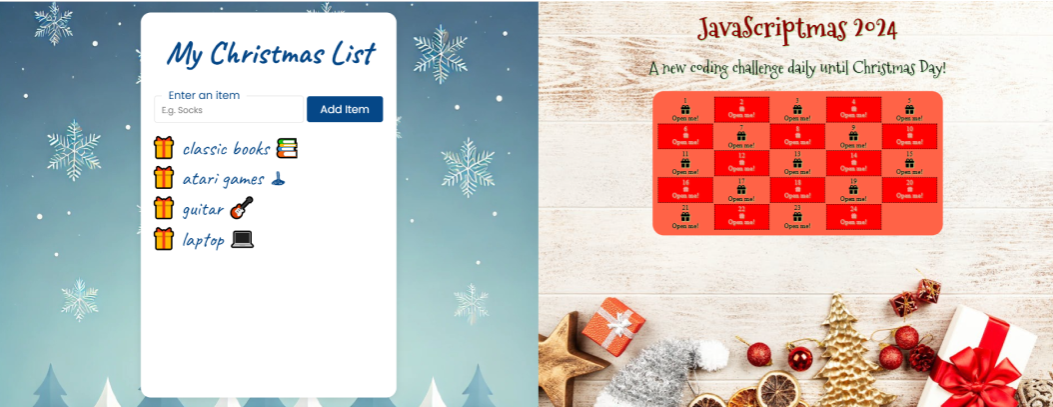 My Christmas List
Enter an item
E.g. Socks
Add Item
classic books
atari games
guitar
laptop
JavaScriptmas 2024
A new coding challenge daily until Christmas Day!
1 2 3 4 5
Open me! Open me! Open me! Open me! Open me!
6 7 8 9 10
Open me! Open me! Open me! Open me! Open me!
11 12 13 14 15
Open me! Open me! Open me! Open me! Open me!
16 17 18 19 20
Open me! Open me! Open me! Open me! Open me!
21 22 23 24
Open me! Open me! Open me! Open me!